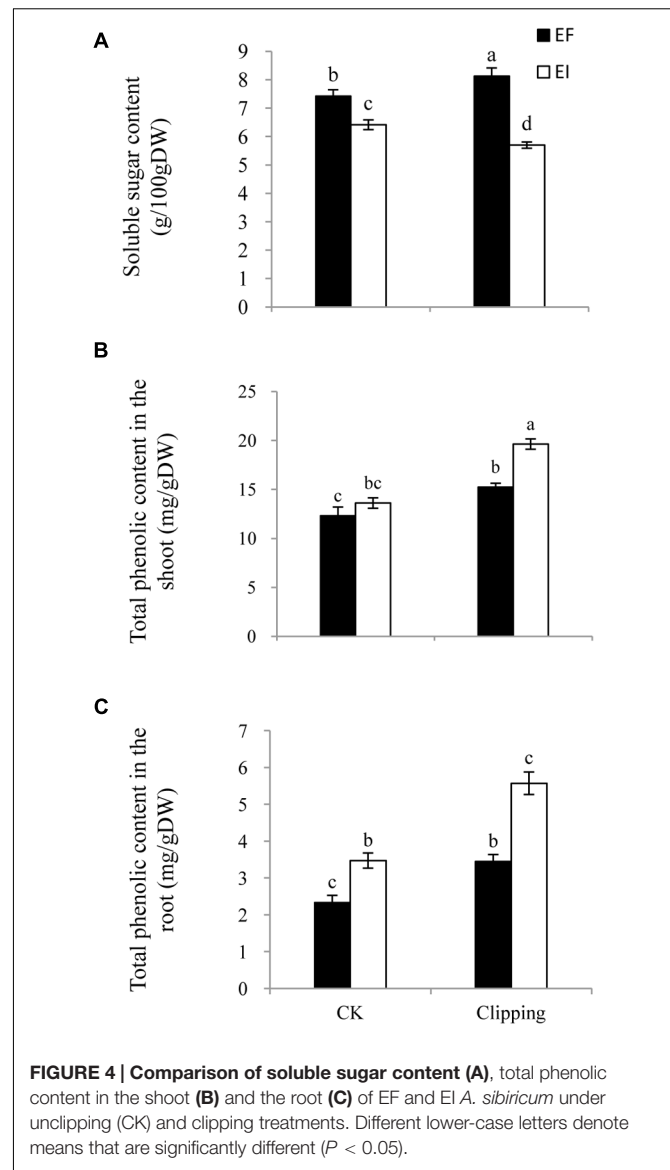 A
Soluble sugar content
(g/100gDW)
9
8
7
6
5
4
3
2
1
0
b
c
a
d
EF
EI
B
Total phenolic content in the
shoot (mg/gDW)
25
20
15
10
5
0
c
bc
b
a
C
Total phenolic content in the
root (mg/gDW)
7
6
5
4
3
2
1
0
c
b
b
c
CK
Clipping
FIGURE 4 | Comparison of soluble sugar content (A), total phenolic
content in the shoot (B) and the root (C) of EF and EI A. sibiricum under
unclipping (CK) and clipping treatments. Different lower-case letters denote
means that are significantly different (P < 0.05).